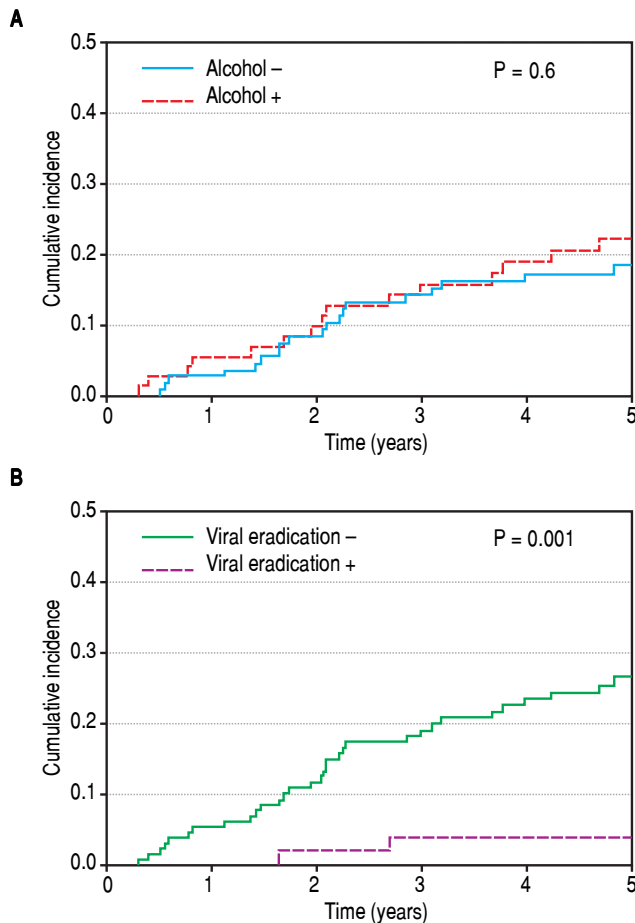 A
0.5
Alcohol –
P = 0.6
Alcohol +
0.4
0.3
Cumulative incidence
0.2
0.1
0.0
0 1 2 3 4 5
Time (years)
B
0.5
Viral eradication –
P = 0.001
Viral eradication +
0.4
0.3
Cumulative incidence
0.2
0.1
0.0
0 1 2 3 4 5
Time (years)